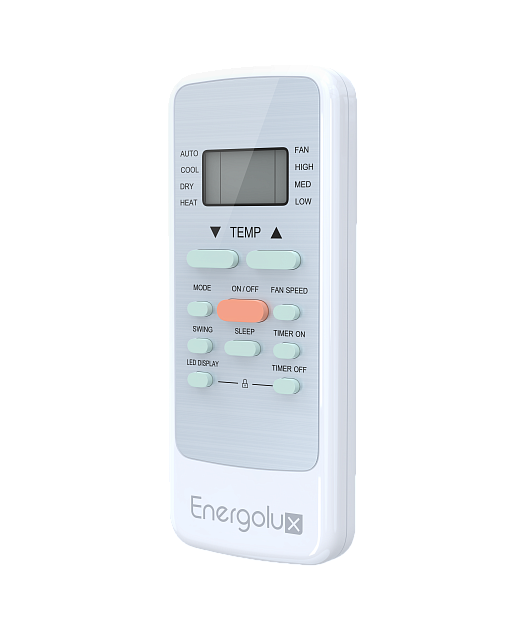 AUTO FAN
COOL HIGH
DRY MED
HEAT LOW
▼ TEMP ▲
MODE ON/OFF FAN SPEED
SWING SLEEP TIMER ON
LED DISPLAY TIMER OFF
Energolux